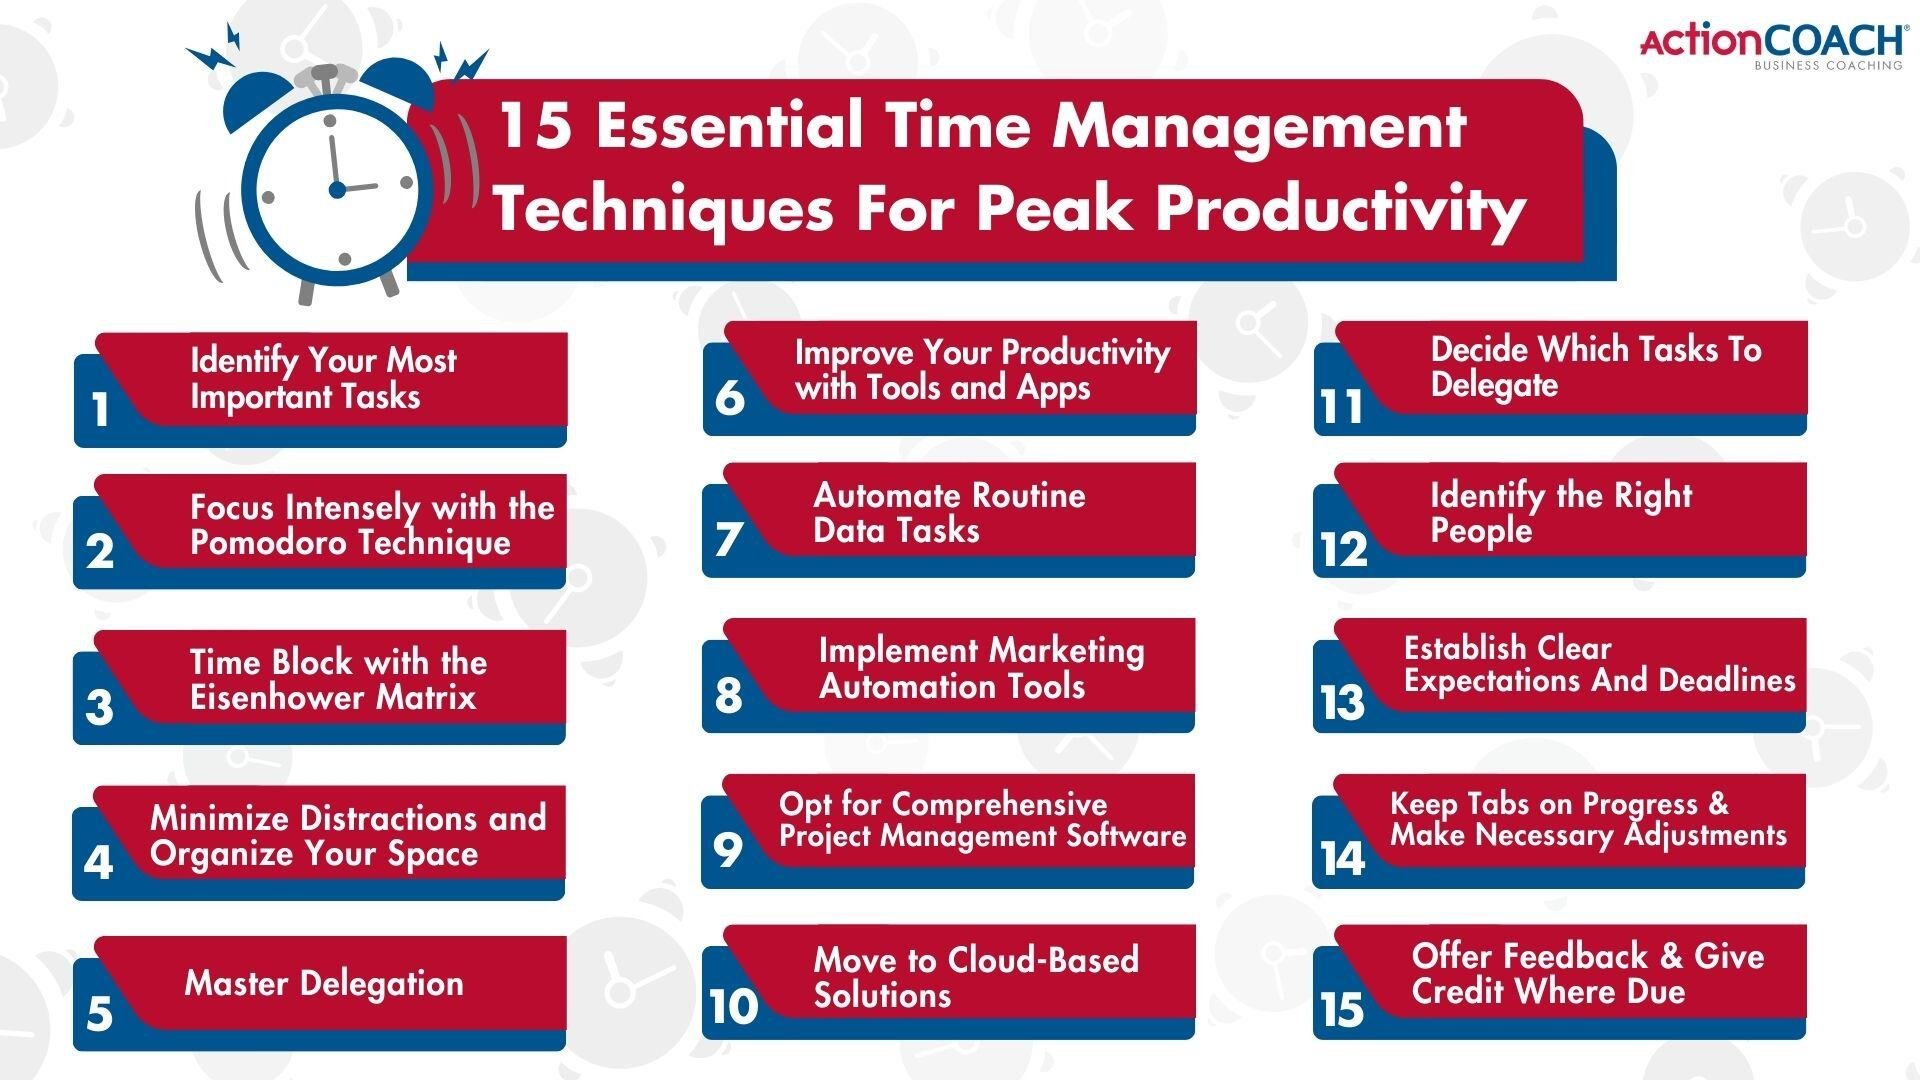 ActionCOACH®
BUSINESS COACHING
15 Essential Time Management
Techniques For Peak Productivity
1
Identify Your Most
Important Tasks
2
Focus Intensely with the
Pomodoro Technique
3
Time Block with the
Eisenhower Matrix
4
Minimize Distractions and
Organize Your Space
5
Master Delegation
6
Improve Your Productivity
with Tools and Apps
7
Automate Routine
Data Tasks
8
Implement Marketing
Automation Tools
9
Opt for Comprehensive
Project Management Software
10
Move to Cloud-Based
Solutions
11
Decide Which Tasks To
Delegate
12
Identify the Right
People
13
Establish Clear
Expectations And Deadlines
14
Keep Tabs on Progress &
Make Necessary Adjustments
15
Offer Feedback & Give
Credit Where Due